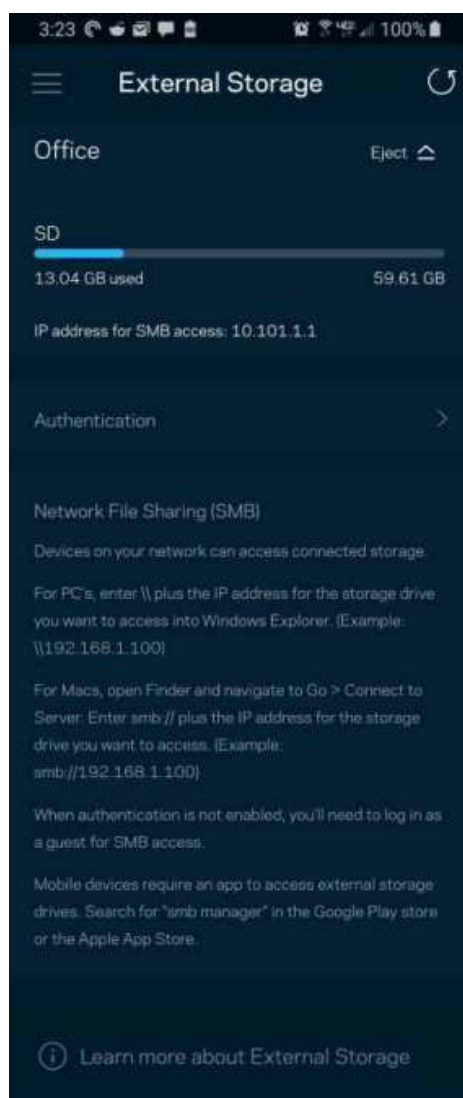 3:23 100%
External Storage
Office Eject
SD
13.04 GB used 59.61 GB
IP address for SMB access: 10.101.1.1
Authentication
Network File Sharing (SMB)
Devices on your network can access connected storage.
For PC's, enter \\ plus the IP address for the storage drive
you want to access into Windows Explorer. (Example:
\\192.168.1.100)
For Macs, open Finder and navigate to Go > Connect to
Server. Enter smb:// plus the IP address for the storage
drive you want to access. (Example:
smb://192.168.1.100)
When authentication is not enabled, you'll need to log in as
a guest for SMB access.
Mobile devices require an app to access external storage
drives. Search for "smb manager" in the Google Play store
or the Apple App Store.
Learn more about External Storage